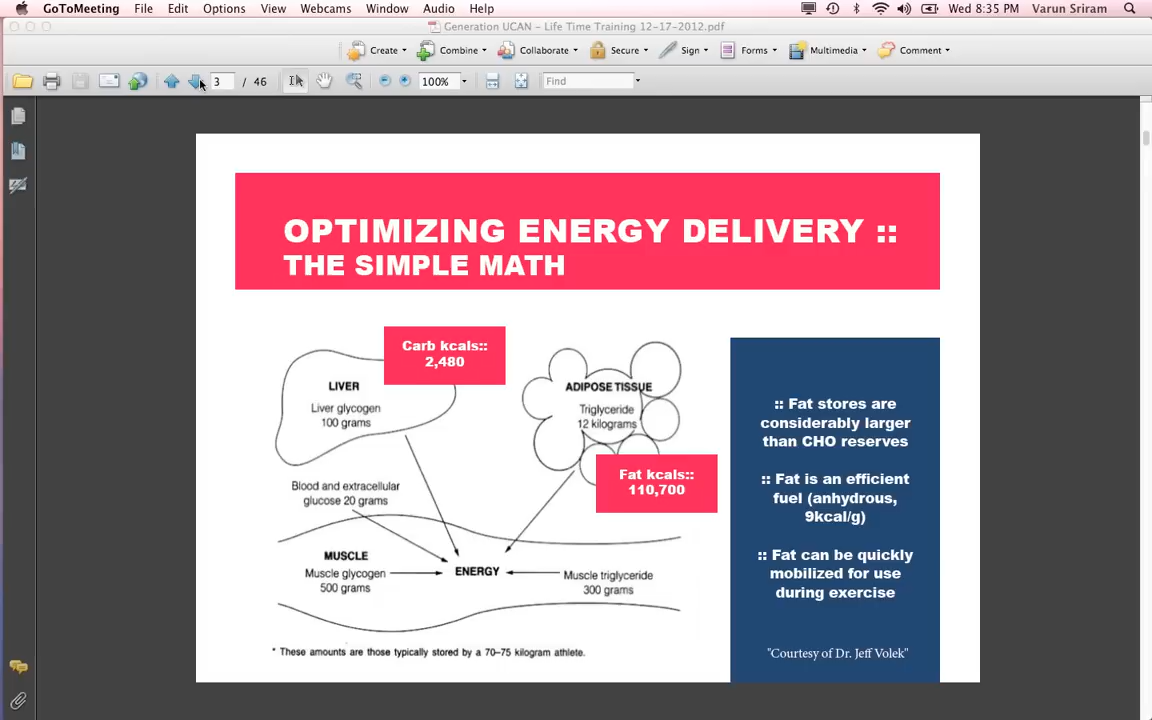 GoToMeeting File Edit Options View Webcams Window Audio Help Wed 8:35 PM Varun Sriram
Generation UCAN – Life Time Training 12-17-2012.pdf
Create Combine Collaborate Secure Sign Forms Multimedia Comment
3 / 46 100% Find
OPTIMIZING ENERGY DELIVERY ::
THE SIMPLE MATH
Carb kcals::
2,480
LIVER
Liver glycogen
100 grams
ADIPOSE TISSUE
Triglyceride
12 kilograms
Fat kcals::
110,700
Blood and extracellular
glucose 20 grams
MUSCLE
Muscle glycogen
500 grams
ENERGY
Muscle triglyceride
300 grams
* These amounts are those typically stored by a 70–75 kilogram athlete.
:: Fat stores are
considerably larger
than CHO reserves
:: Fat is an efficient
fuel (anhydrous,
9kcal/g)
:: Fat can be quickly
mobilized for use
during exercise
"Courtesy of Dr. Jeff Volek"